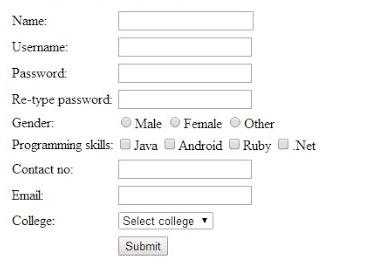 Name:
Username:
Password:
Re-type password:
Gender: Male Female Other
Programming skills: Java Android Ruby .Net
Contact no:
Email:
College: Select college
Submit